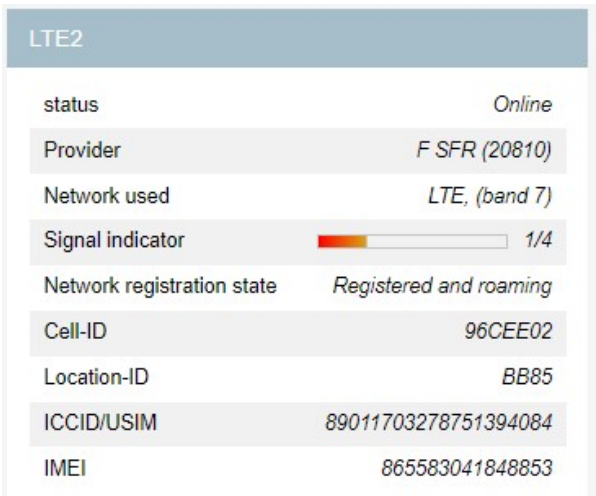 LTE2
status Online
Provider F SFR (20810)
Network used LTE, (band 7)
Signal indicator 1/4
Network registration state Registered and roaming
Cell-ID 96CEE02
Location-ID BB85
ICCID/USIM 89011703278751394084
IMEI 865583041848853